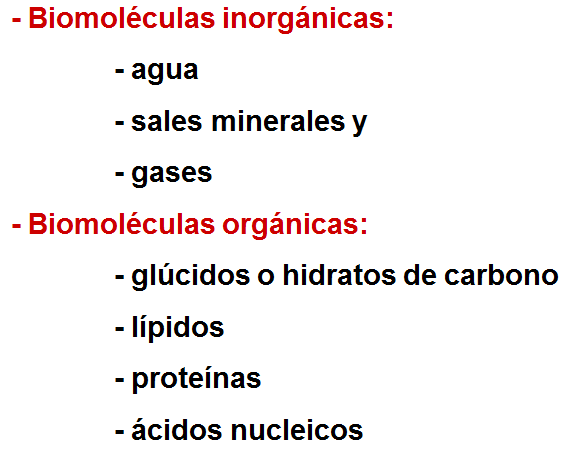 - Biomoléculas inorgánicas:
- agua
- sales minerales y
- gases
- Biomoléculas orgánicas:
- glúcidos o hidratos de carbono
- lípidos
- proteínas
- ácidos nucleicos